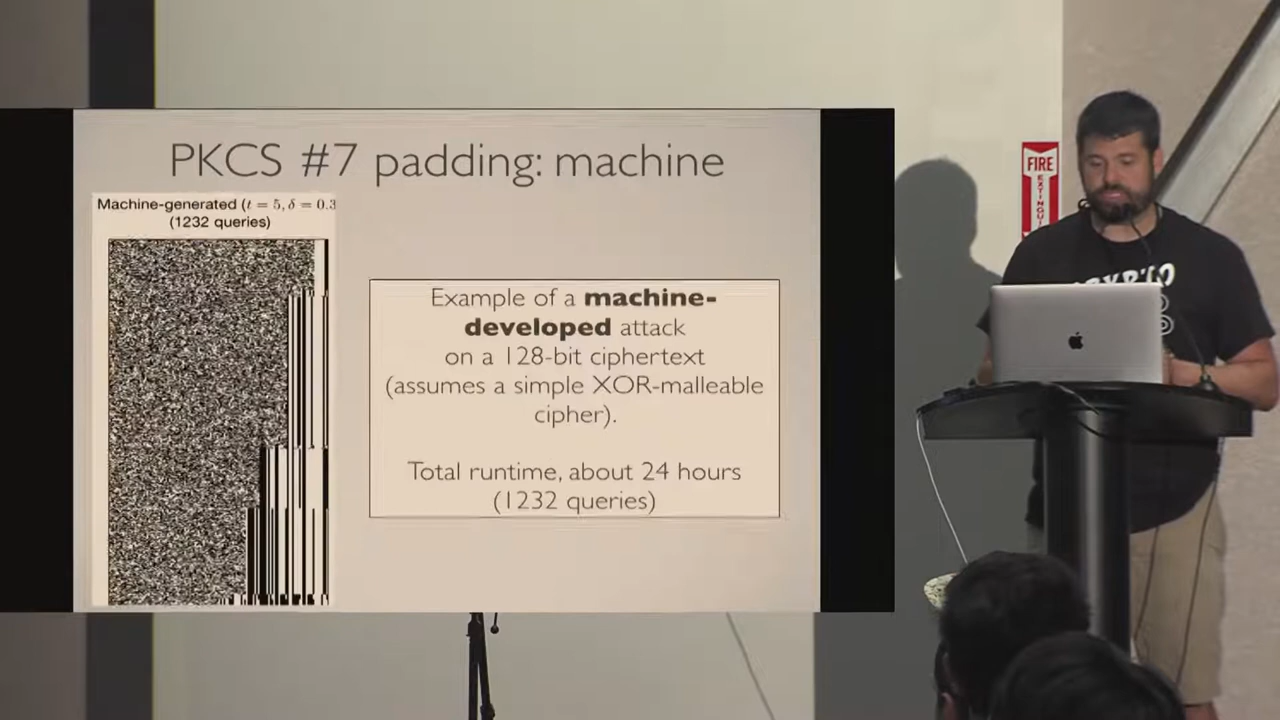 PKCS #7 padding: machine
Machine-generated (t = 5, δ = 0.3
(1232 queries)
Example of a machine-
developed attack
on a 128-bit ciphertext
(assumes a simple XOR-malleable
cipher).
Total runtime, about 24 hours
(1232 queries)
FIRE
EXTINGU